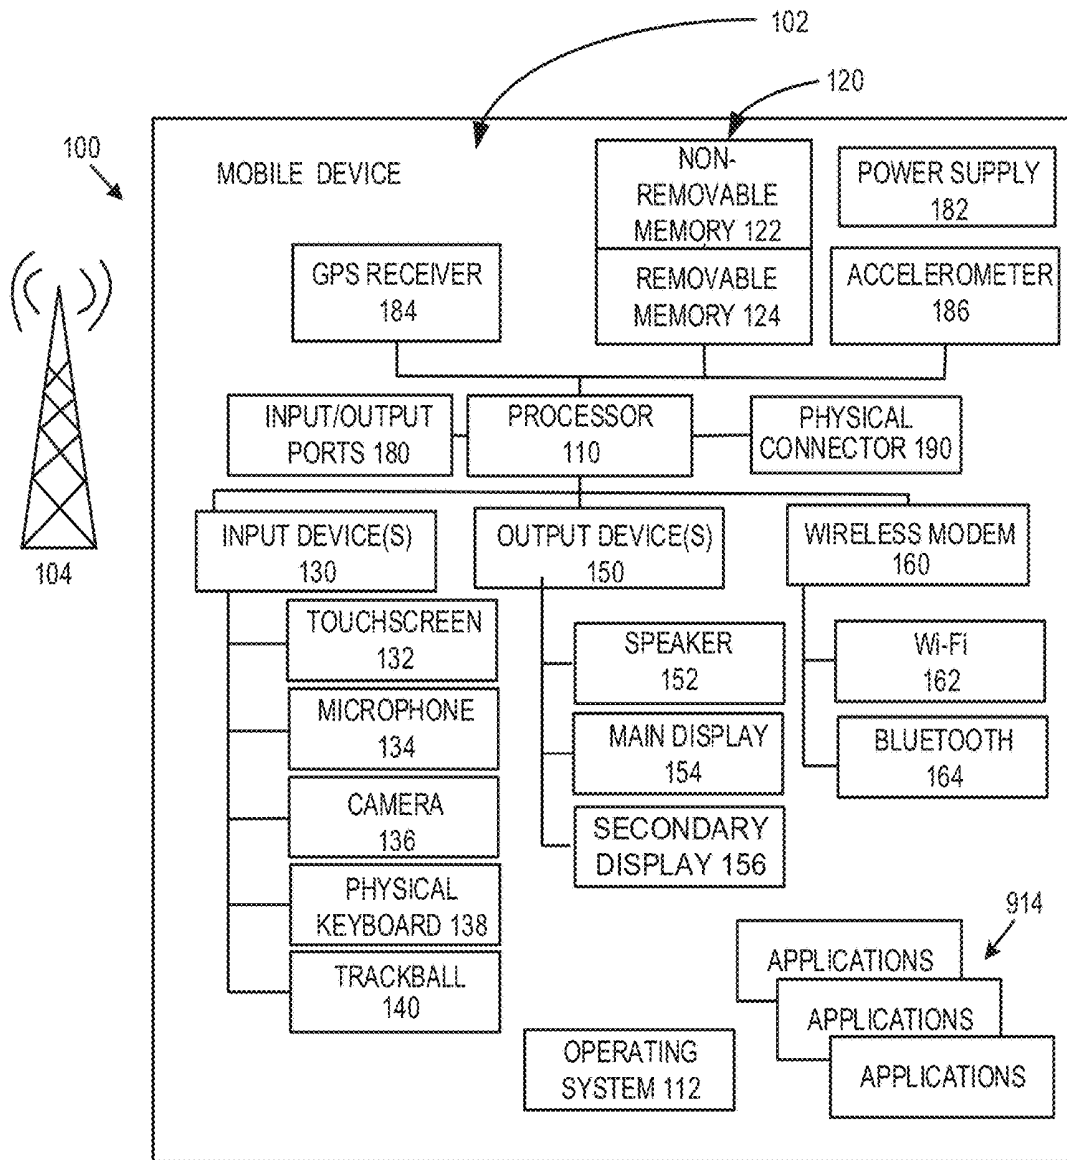 102
120
100
MOBILE DEVICE
NON-
REMOVABLE
MEMORY 122
POWER SUPPLY
182
GPS RECEIVER
184
REMOVABLE
MEMORY 124
ACCELEROMETER
186
INPUT/OUTPUT
PORTS 180
PROCESSOR
110
PHYSICAL
CONNECTOR 190
104
INPUT DEVICE(S)
130
OUTPUT DEVICE(S)
150
WIRELESS MODEM
160
TOUCHSCREEN
132
SPEAKER
152
WI-FI
162
MICROPHONE
134
MAIN DISPLAY
154
BLUETOOTH
164
CAMERA
136
SECONDARY
DISPLAY 156
PHYSICAL
KEYBOARD 138
TRACKBALL
140
914
APPLICATIONS
APPLICATIONS
APPLICATIONS
OPERATING
SYSTEM 112